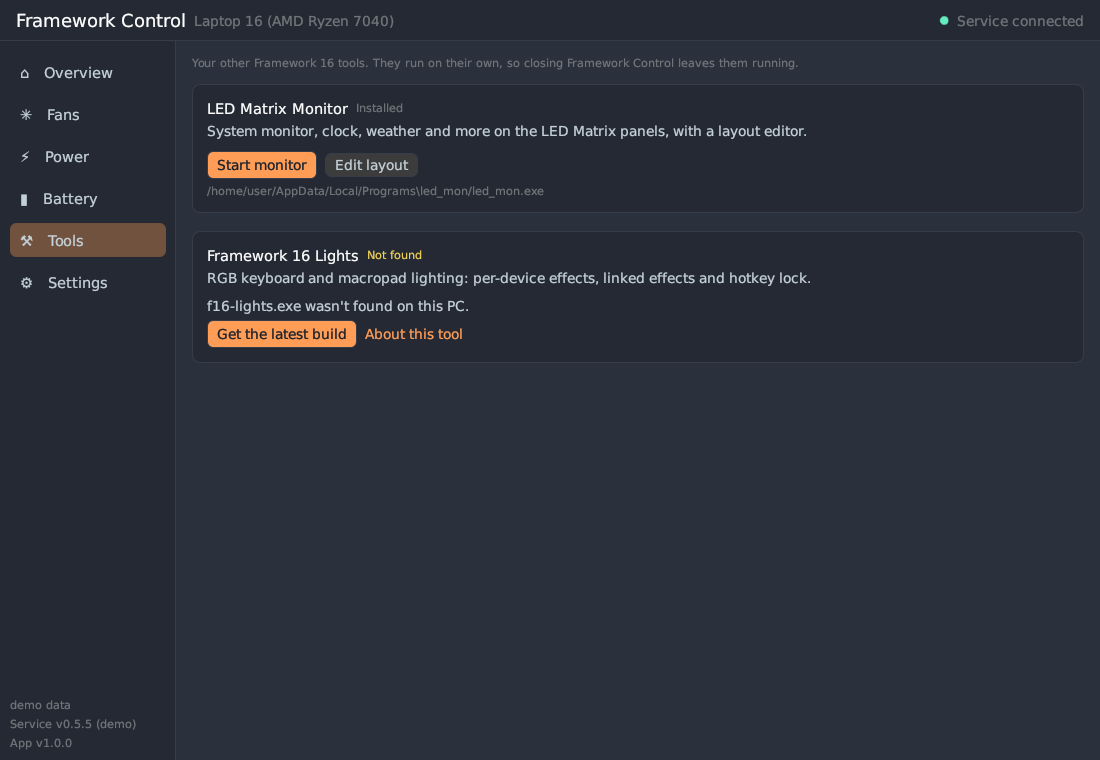 Framework Control Laptop 16 (AMD Ryzen 7040)
Service connected
Overview
Fans
Power
Battery
Tools
Settings
Your other Framework 16 tools. They run on their own, so closing Framework Control leaves them running.
LED Matrix Monitor Installed
System monitor, clock, weather and more on the LED Matrix panels, with a layout editor.
Start monitor Edit layout
/home/user/AppData/Local/Programs\led_mon/led_mon.exe
Framework 16 Lights Not found
RGB keyboard and macropad lighting: per-device effects, linked effects and hotkey lock.
f16-lights.exe wasn't found on this PC.
Get the latest build About this tool
demo data
Service v0.5.5 (demo)
App v1.0.0